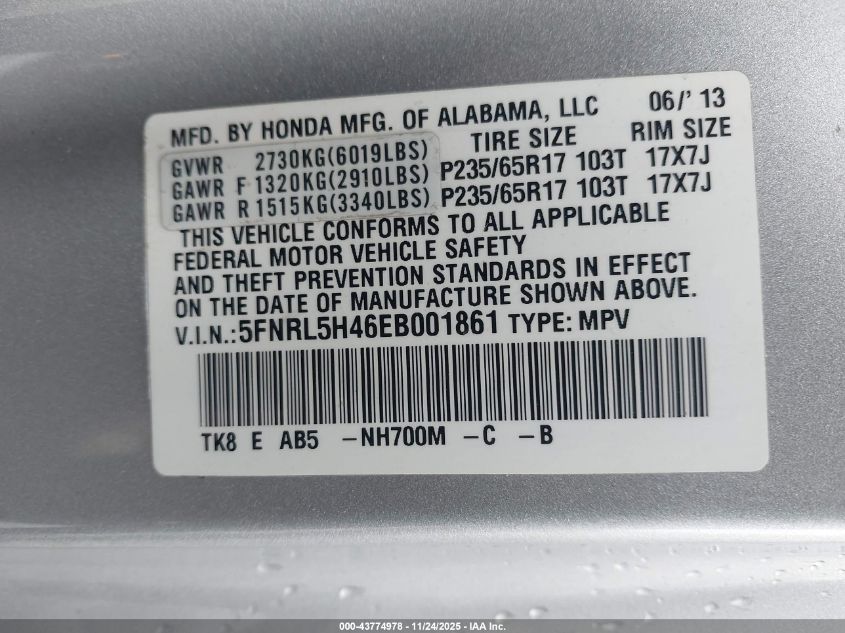 MFD. BY HONDA MFG. OF ALABAMA, LLC 06/' 13
TIRE SIZE RIM SIZE
GVWR 2730KG(6019LBS)
GAWR F 1320KG(2910LBS) P235/65R17 103T 17X7J
GAWR R 1515KG(3340LBS) P235/65R17 103T 17X7J
THIS VEHICLE CONFORMS TO ALL APPLICABLE
FEDERAL MOTOR VEHICLE SAFETY
AND THEFT PREVENTION STANDARDS IN EFFECT
ON THE DATE OF MANUFACTURE SHOWN ABOVE.
V.I.N.:5FNRL5H46EB001861 TYPE: MPV
TK8 E AB5 -NH700M -C -B
000-43774978 - 11/24/2025 - IAA Inc.